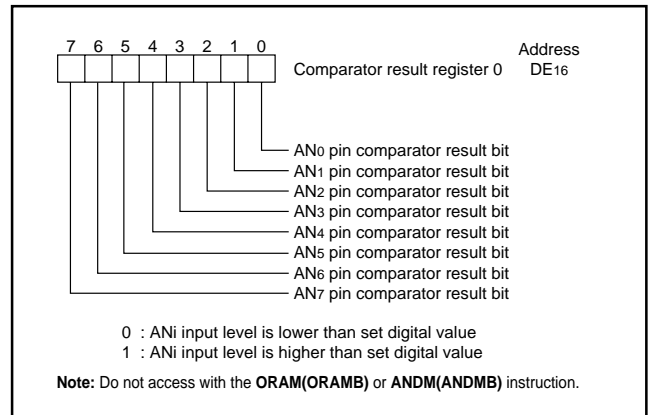 7 6 5 4 3 2 1 0
Address
Comparator result register 0 DE16
AN0 pin comparator result bit
AN1 pin comparator result bit
AN2 pin comparator result bit
AN3 pin comparator result bit
AN4 pin comparator result bit
AN5 pin comparator result bit
AN6 pin comparator result bit
AN7 pin comparator result bit
0 : ANi input level is lower than set digital value
1 : ANi input level is higher than set digital value
Note: Do not access with the ORAM(ORAMB) or ANDM(ANDMB) instruction.